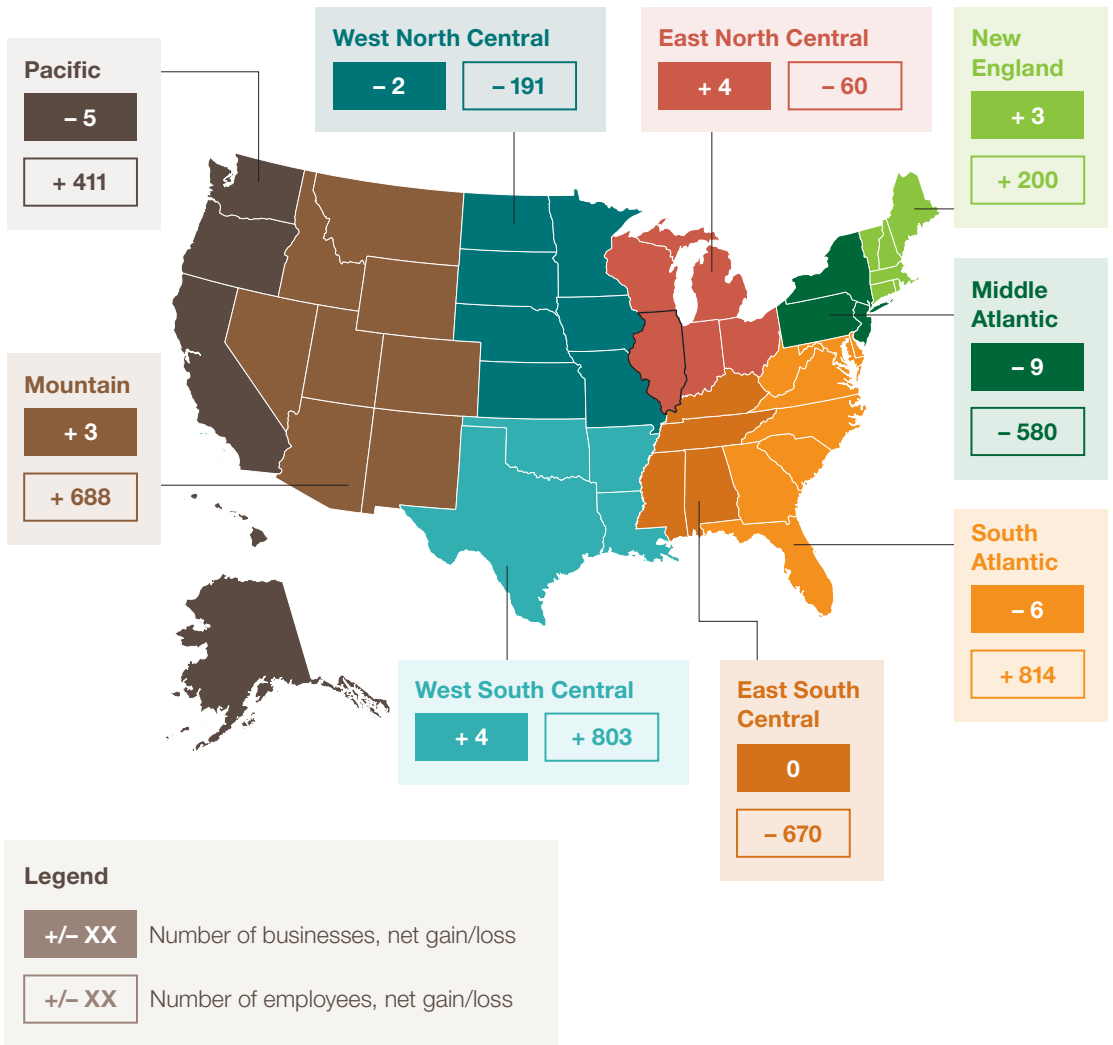 Pacific
– 5
+ 411
West North Central
– 2
– 191
East North Central
+ 4
– 60
New
England
+ 3
+ 200
Middle
Atlantic
– 9
– 580
Mountain
+ 3
+ 688
South
Atlantic
– 6
+ 814
West South Central
+ 4
+ 803
East South
Central
0
– 670
Legend
+/– XX
Number of businesses, net gain/loss
+/– XX
Number of employees, net gain/loss